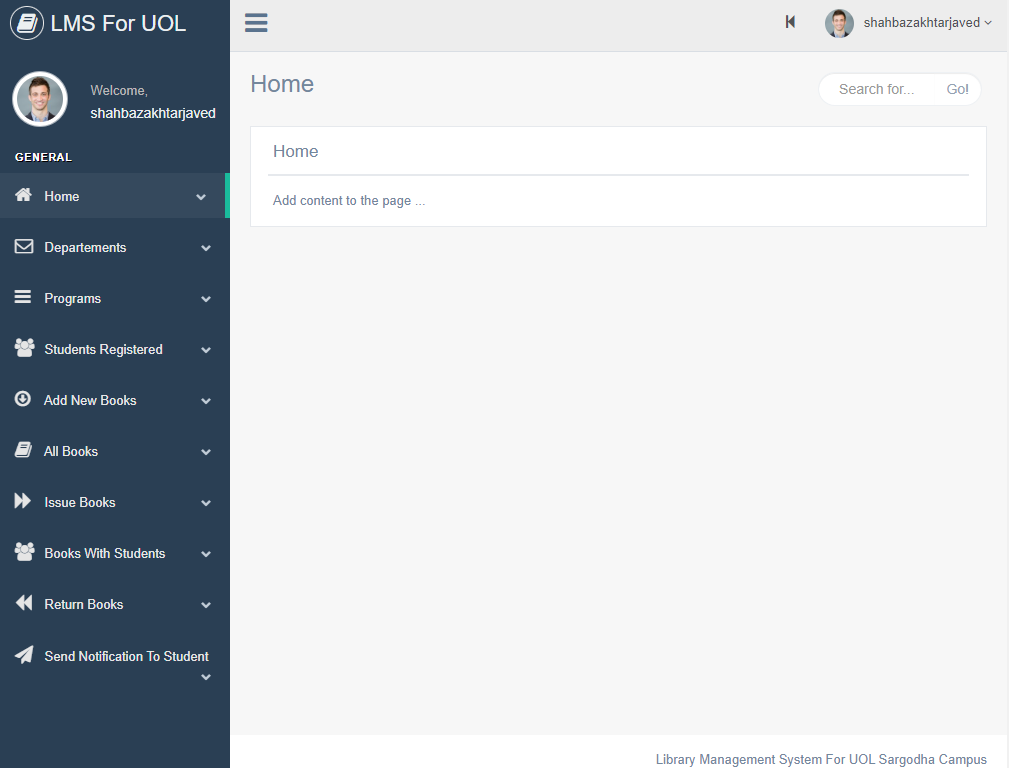 LMS For UOL
shahbazakhtarjaved
Welcome,
shahbazakhtarjaved
GENERAL
Home
Departements
Programs
Students Registered
Add New Books
All Books
Issue Books
Books With Students
Return Books
Send Notification To Student
Home
Search for...
Go!
Home
Add content to the page ...
Library Management System For UOL Sargodha Campus